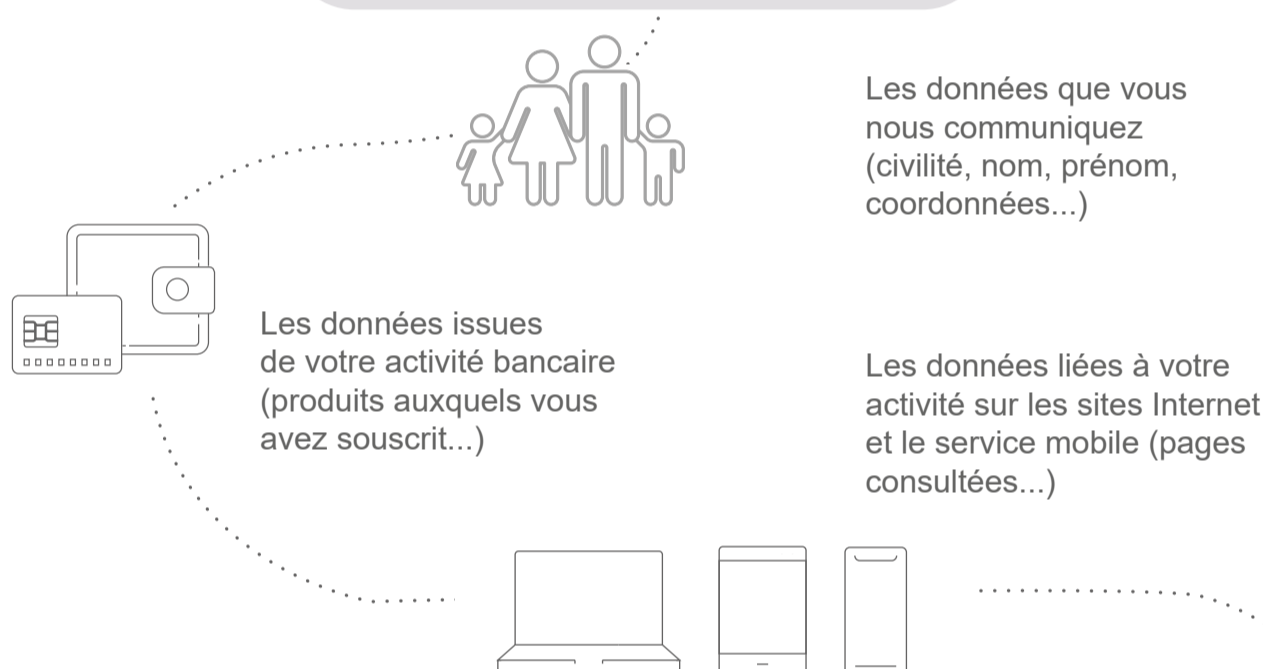 Les données que vous
nous communiquez
(civilité, nom, prénom,
coordonnées...)
Les données issues
de votre activité bancaire
(produits auxquels vous
avez souscrit...)
Les données liées à votre
activité sur les sites Internet
et le service mobile (pages
consultées...)